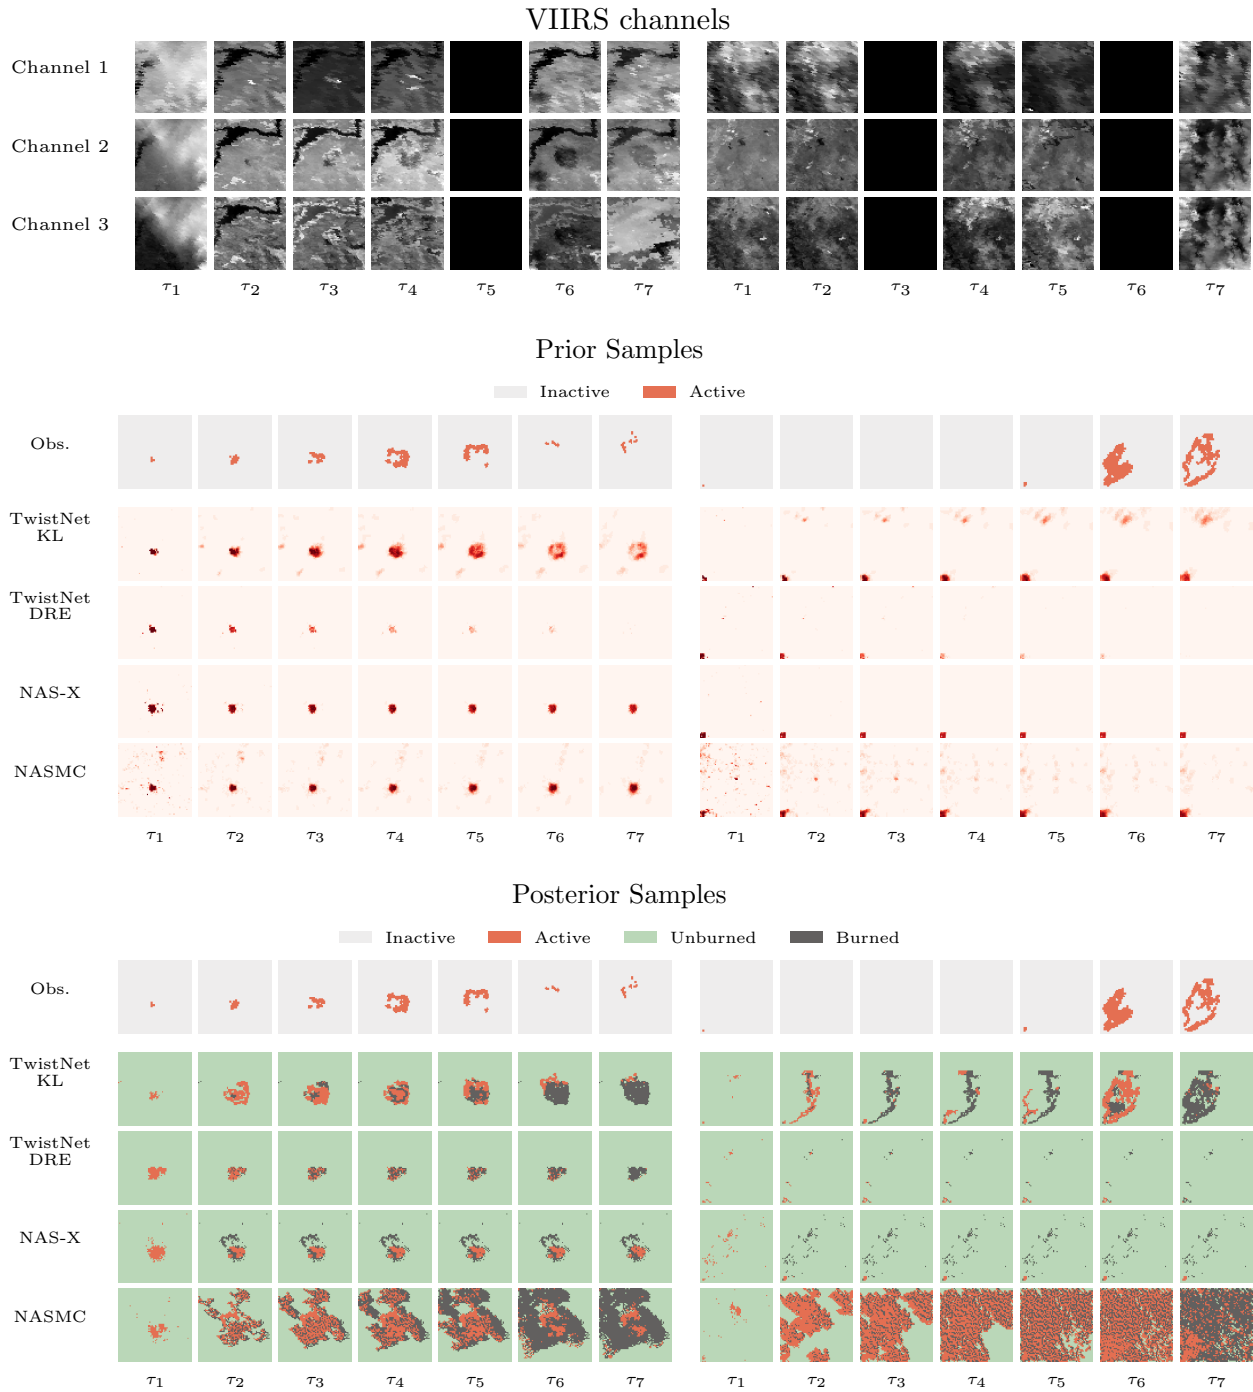 VIIRS channels
Channel 1
Channel 2
Channel 3
τ1 τ2 τ3 τ4 τ5 τ6 τ7 τ1 τ2 τ3 τ4 τ5 τ6 τ7
Prior Samples
Inactive Active
Obs.
TwistNet
KL
TwistNet
DRE
NAS-X
NASMC
τ1 τ2 τ3 τ4 τ5 τ6 τ7 τ1 τ2 τ3 τ4 τ5 τ6 τ7
Posterior Samples
Inactive Active Unburned Burned
Obs.
TwistNet
KL
TwistNet
DRE
NAS-X
NASMC
τ1 τ2 τ3 τ4 τ5 τ6 τ7 τ1 τ2 τ3 τ4 τ5 τ6 τ7